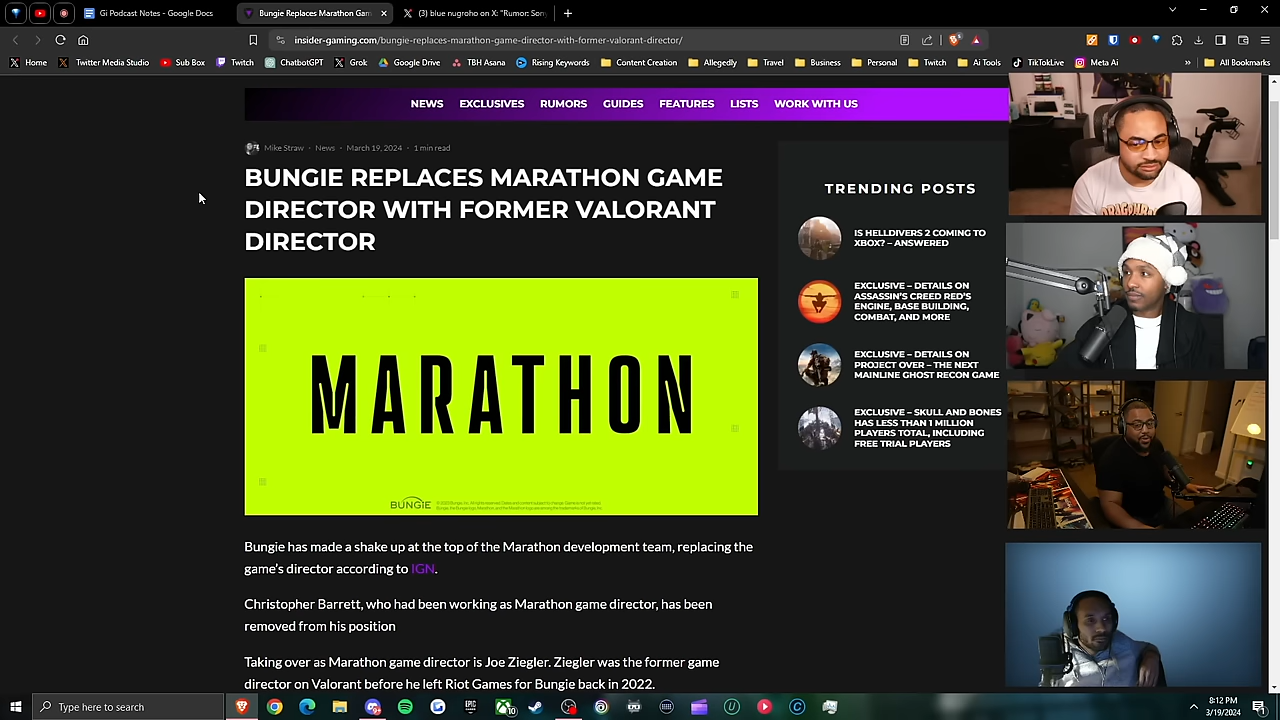 Gi Podcast Notes - Google Docs
Bungie Replaces Marathon Gam
(3) blue nugroho on X: "Rumor: Son
insider-gaming.com/bungie-replaces-marathon-game-director-with-former-valorant-director/
Home
Twitter Media Studio
Sub Box
Twitch
ChatbotGPT
Grok
Google Drive
TBH Asana
Rising Keywords
Content Creation
Allegedly
Travel
Business
Personal
Twitch
Ai Tools
TikTokLive
Meta Ai
All Bookmarks
NEWS
EXCLUSIVES
RUMORS
GUIDES
FEATURES
LISTS
WORK WITH US
Mike Straw · News · March 19, 2024 · 1 min read
BUNGIE REPLACES MARATHON GAME
DIRECTOR WITH FORMER VALORANT
DIRECTOR
MARATHON
BUNGIE
Bungie has made a shake up at the top of the Marathon development team, replacing the
game's director according to IGN.
Christopher Barrett, who had been working as Marathon game director, has been
removed from his position
Taking over as Marathon game director is Joe Ziegler. Ziegler was the former game
director on Valorant before he left Riot Games for Bungie back in 2022.
TRENDING POSTS
IS HELLDIVERS 2 COMING TO
XBOX? – ANSWERED
EXCLUSIVE – DETAILS ON
ASSASSIN'S CREED RED'S
ENGINE, BASE BUILDING,
COMBAT, AND MORE
EXCLUSIVE – DETAILS ON
PROJECT OVER – THE NEXT
MAINLINE GHOST RECON GAME
EXCLUSIVE – SKULL AND BONES
HAS LESS THAN 1 MILLION
PLAYERS TOTAL, INCLUDING
FREE TRIAL PLAYERS
Type here to search
8:12 PM
3/19/2024